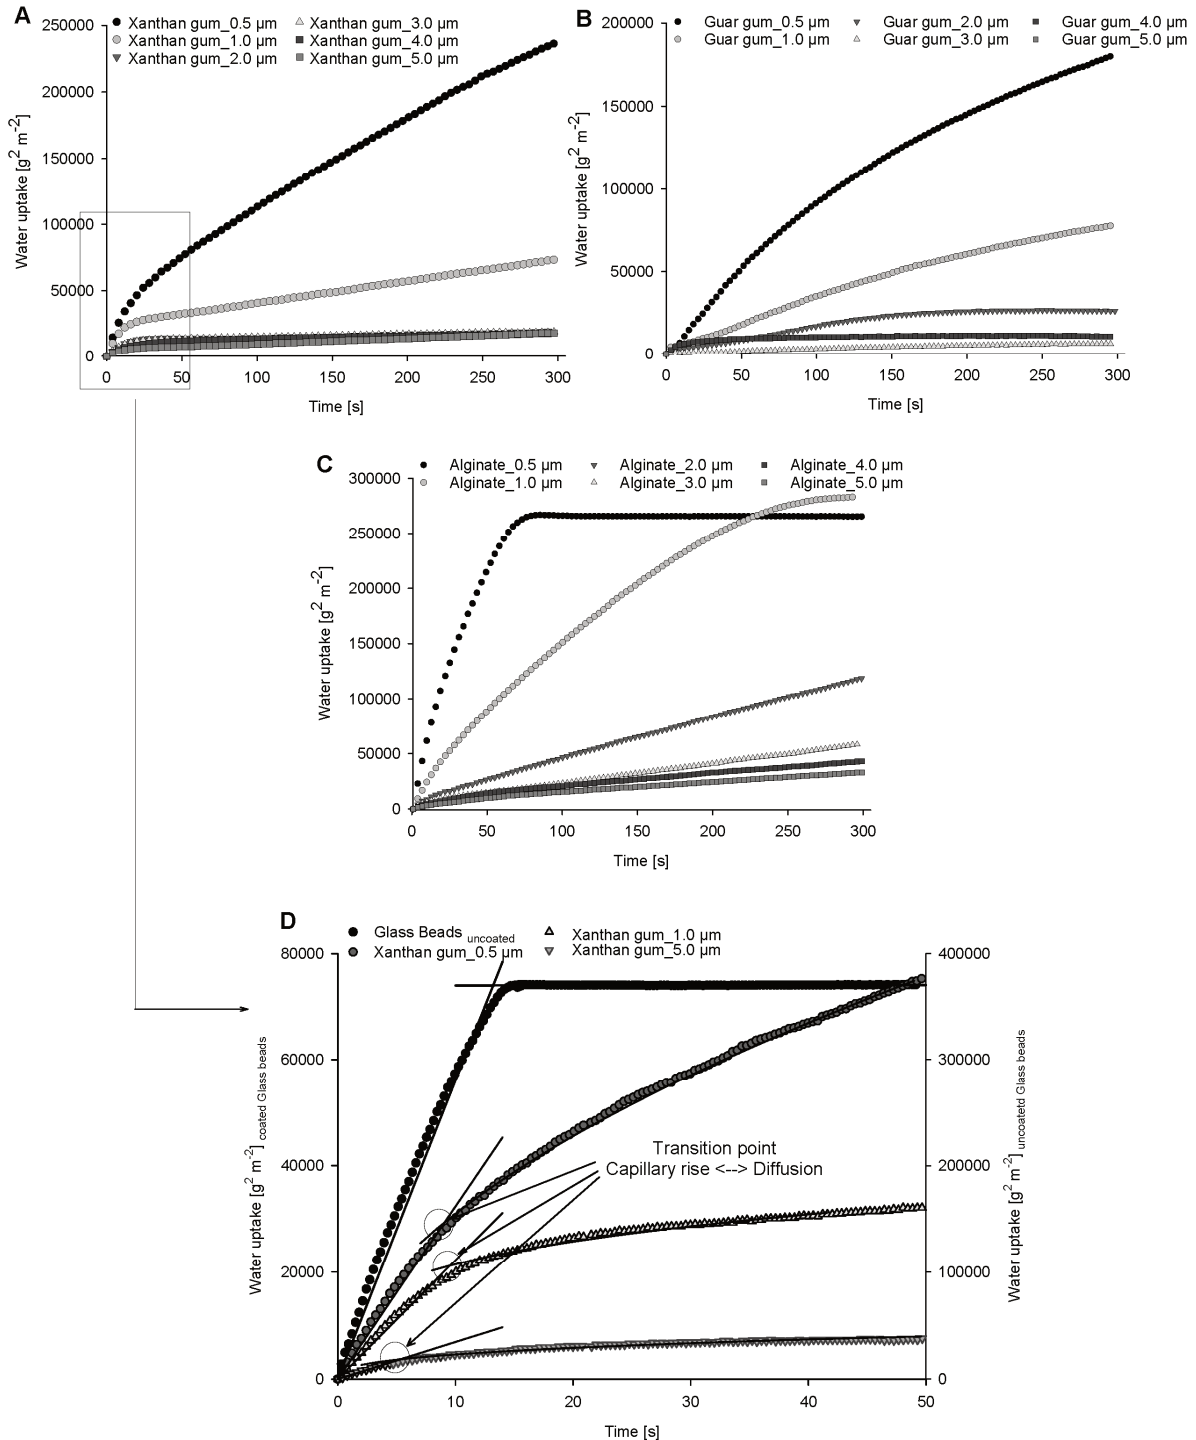 A
Xanthan gum_0.5 µm
Xanthan gum_1.0 µm
Xanthan gum_2.0 µm
Xanthan gum_3.0 µm
Xanthan gum_4.0 µm
Xanthan gum_5.0 µm
250000
200000
150000
100000
50000
0
Water uptake [g² m⁻²]
0 50 100 150 200 250 300
Time [s]
B
Guar gum_0.5 µm
Guar gum_1.0 µm
Guar gum_2.0 µm
Guar gum_3.0 µm
Guar gum_4.0 µm
Guar gum_5.0 µm
200000
150000
100000
50000
0
Water uptake [g² m⁻²]
0 50 100 150 200 250 300
Time [s]
C
Alginate_0.5 µm
Alginate_1.0 µm
Alginate_2.0 µm
Alginate_3.0 µm
Alginate_4.0 µm
Alginate_5.0 µm
300000
250000
200000
150000
100000
50000
0
Water uptake [g² m⁻²]
0 50 100 150 200 250 300
Time [s]
D
Glass Beads uncoated
Xanthan gum_0.5 µm
Xanthan gum_1.0 µm
Xanthan gum_5.0 µm
80000
60000
40000
20000
0
Water uptake [g² m⁻²] coated Glass beads
Transition point
Capillary rise <--> Diffusion
400000
300000
200000
100000
0
Water uptake [g² m⁻²] uncoatetd Glass beads
0 10 20 30 40 50
Time [s]